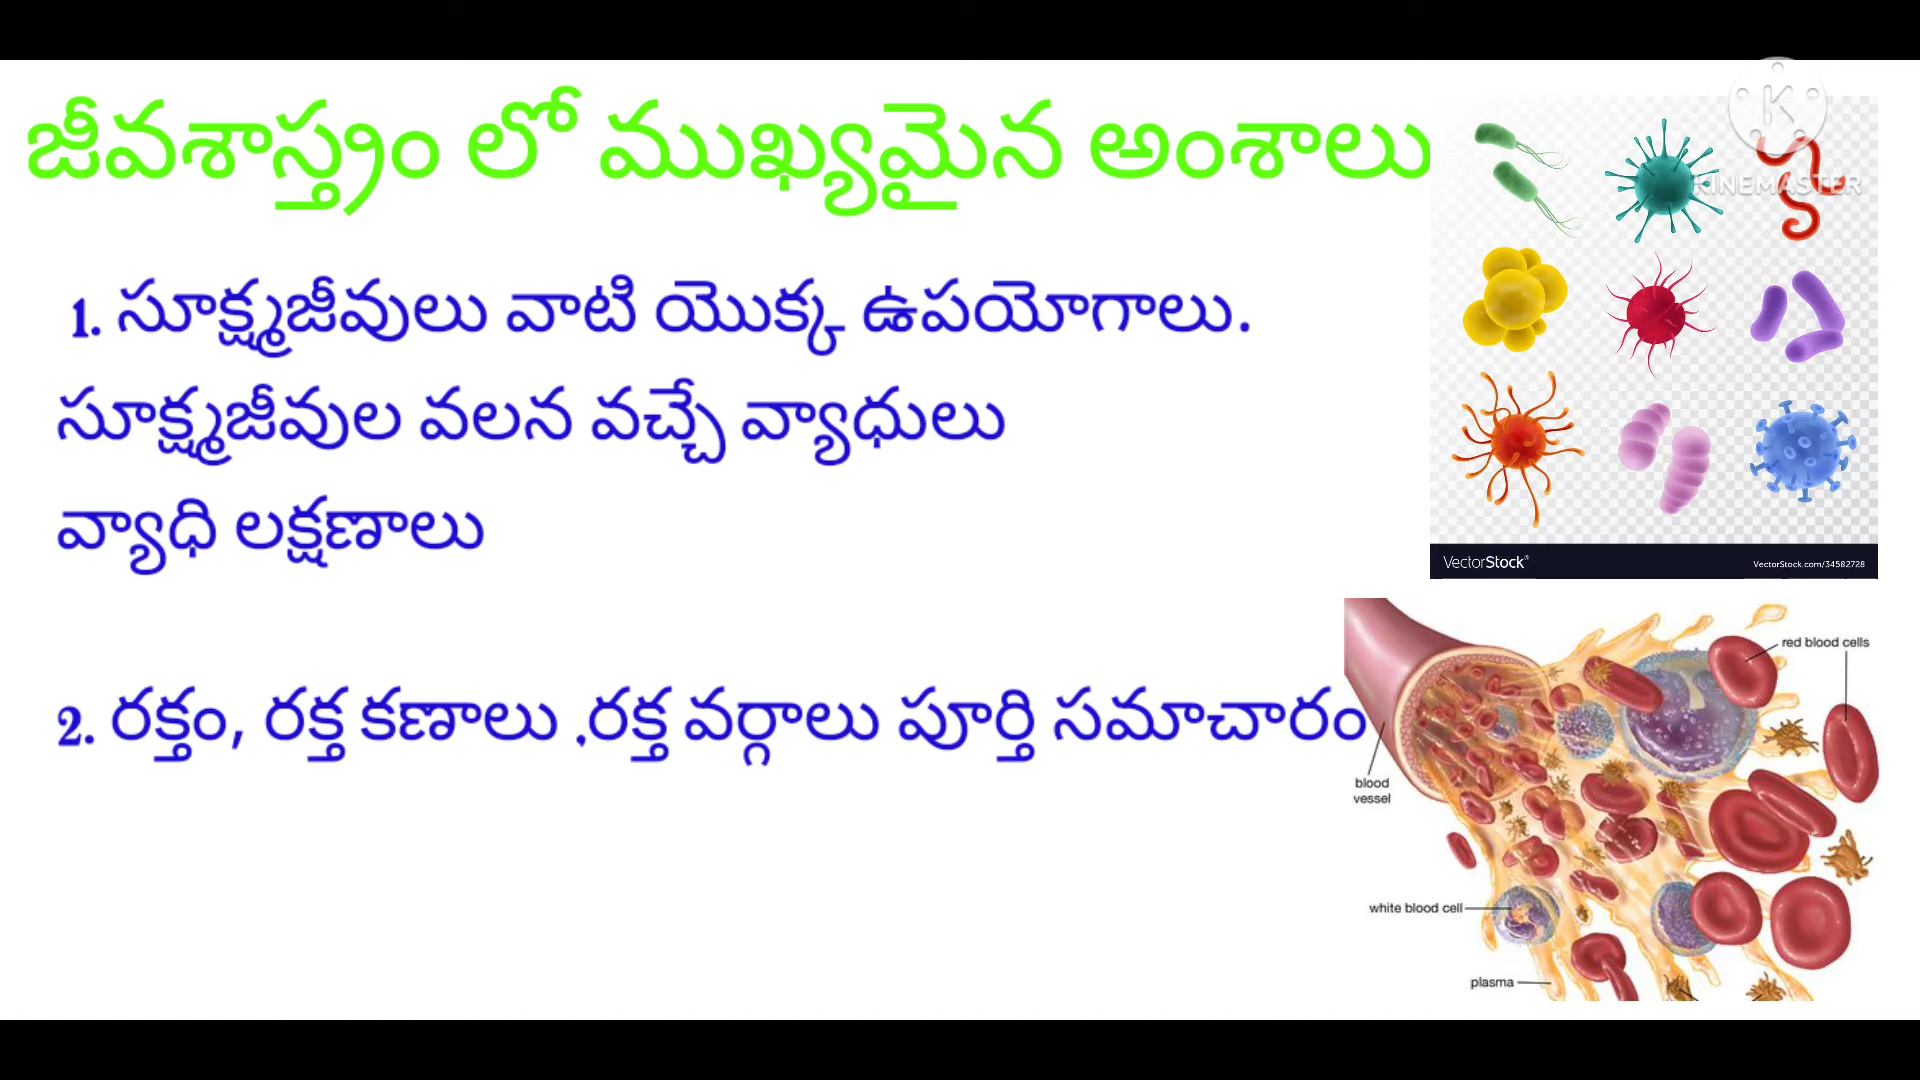 జీవశాస్త్రం లో ముఖ్యమైన అంశాలు
1. సూక్ష్మజీవులు వాటి యొక్క ఉపయోగాలు.
సూక్ష్మజీవుల వలన వచ్చే వ్యాధులు
వ్యాధి లక్షణాలు
2. రక్తం, రక్త కణాలు .రక్త వర్గాలు పూర్తి సమాచారం
KINEMASTER
VectorStock®
VectorStock.com/34582728
red blood cells
blood
vessel
white blood cell
plasma